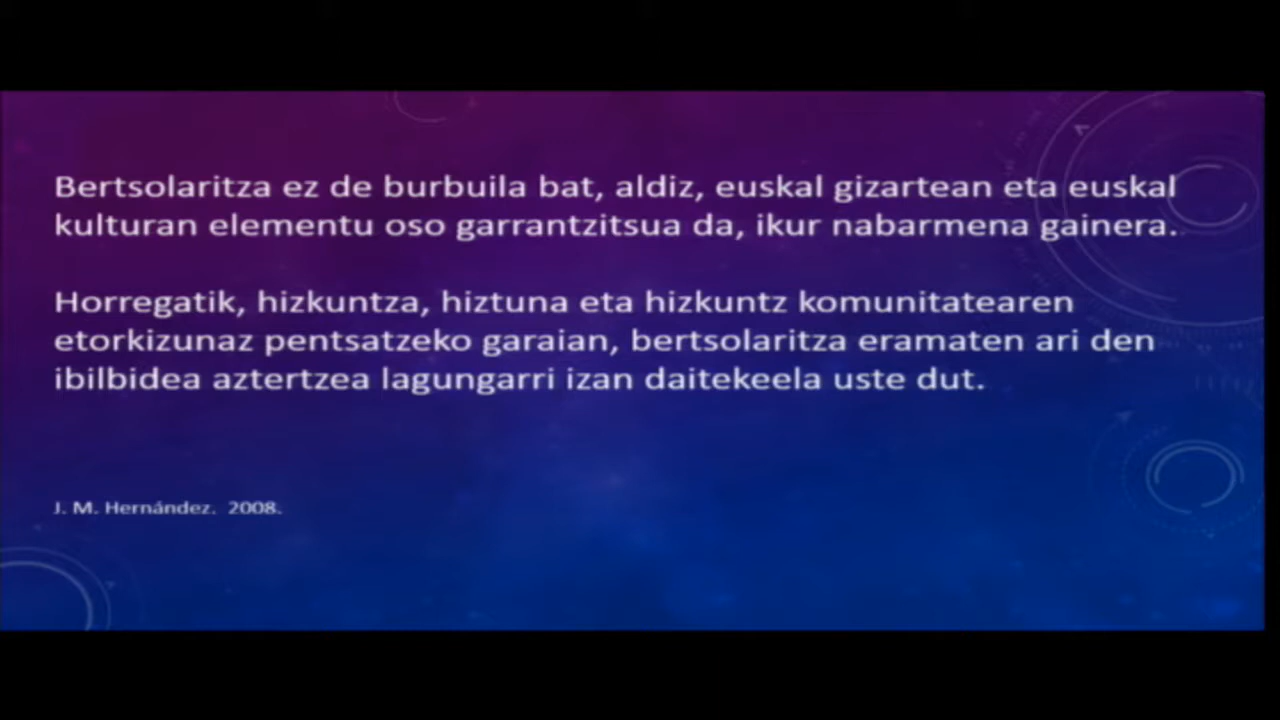 Bertsolaritza ez de burbuila bat, aldiz, euskal gizartean eta euskal
kulturan elementu oso garrantzitsua da, ikur nabarmena gainera.
Horregatik, hizkuntza, hiztuna eta hizkuntz komunitatearen
etorkizunaz pentsatzeko garaian, bertsolaritza eramaten ari den
ibilbidea aztertzea lagungarri izan daitekeela uste dut.
J. M. Hernández. 2008.